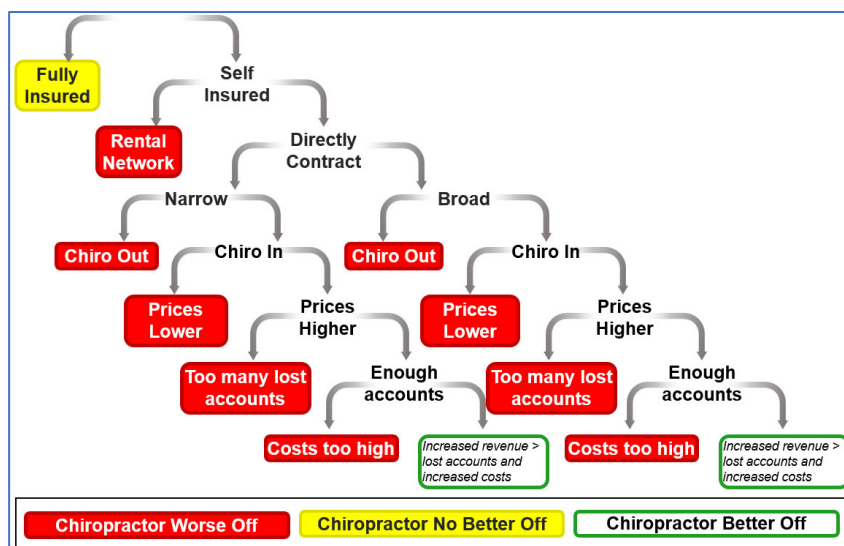 Fully
Insured
Self
Insured
Rental
Network
Directly
Contract
Narrow
Broad
Chiro Out
Chiro In
Chiro Out
Chiro In
Prices
Lower
Prices
Higher
Prices
Lower
Prices
Higher
Too many lost
accounts
Enough
accounts
Too many lost
accounts
Enough
accounts
Costs too high
Increased revenue >
lost accounts and
increased costs
Costs too high
Increased revenue >
lost accounts and
increased costs
Chiropractor Worse Off
Chiropractor No Better Off
Chiropractor Better Off